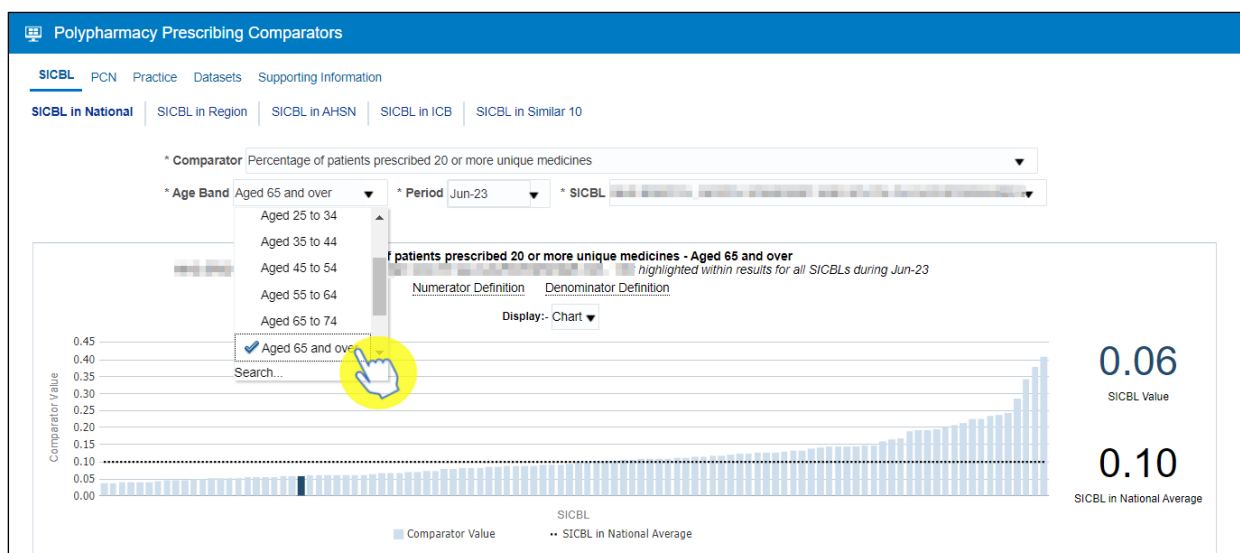 Polypharmacy Prescribing Comparators
SICBL PCN Practice Datasets Supporting Information
SICBL in National SICBL in Region SICBL in AHSN SICBL in ICB SICBL in Similar 10
* Comparator Percentage of patients prescribed 20 or more unique medicines
* Age Band Aged 65 and over * Period Jun-23 * SICBL
Aged 25 to 34
Aged 35 to 44
Aged 45 to 54
Aged 55 to 64
Aged 65 to 74
Aged 65 and over
Search...
f patients prescribed 20 or more unique medicines - Aged 65 and over
highlighted within results for all SICBLs during Jun-23
Numerator Definition Denominator Definition
Display:- Chart
Comparator Value
0.45
0.40
0.35
0.30
0.25
0.20
0.15
0.10
0.05
0.00
SICBL
Comparator Value SICBL in National Average
0.06
SICBL Value
0.10
SICBL in National Average